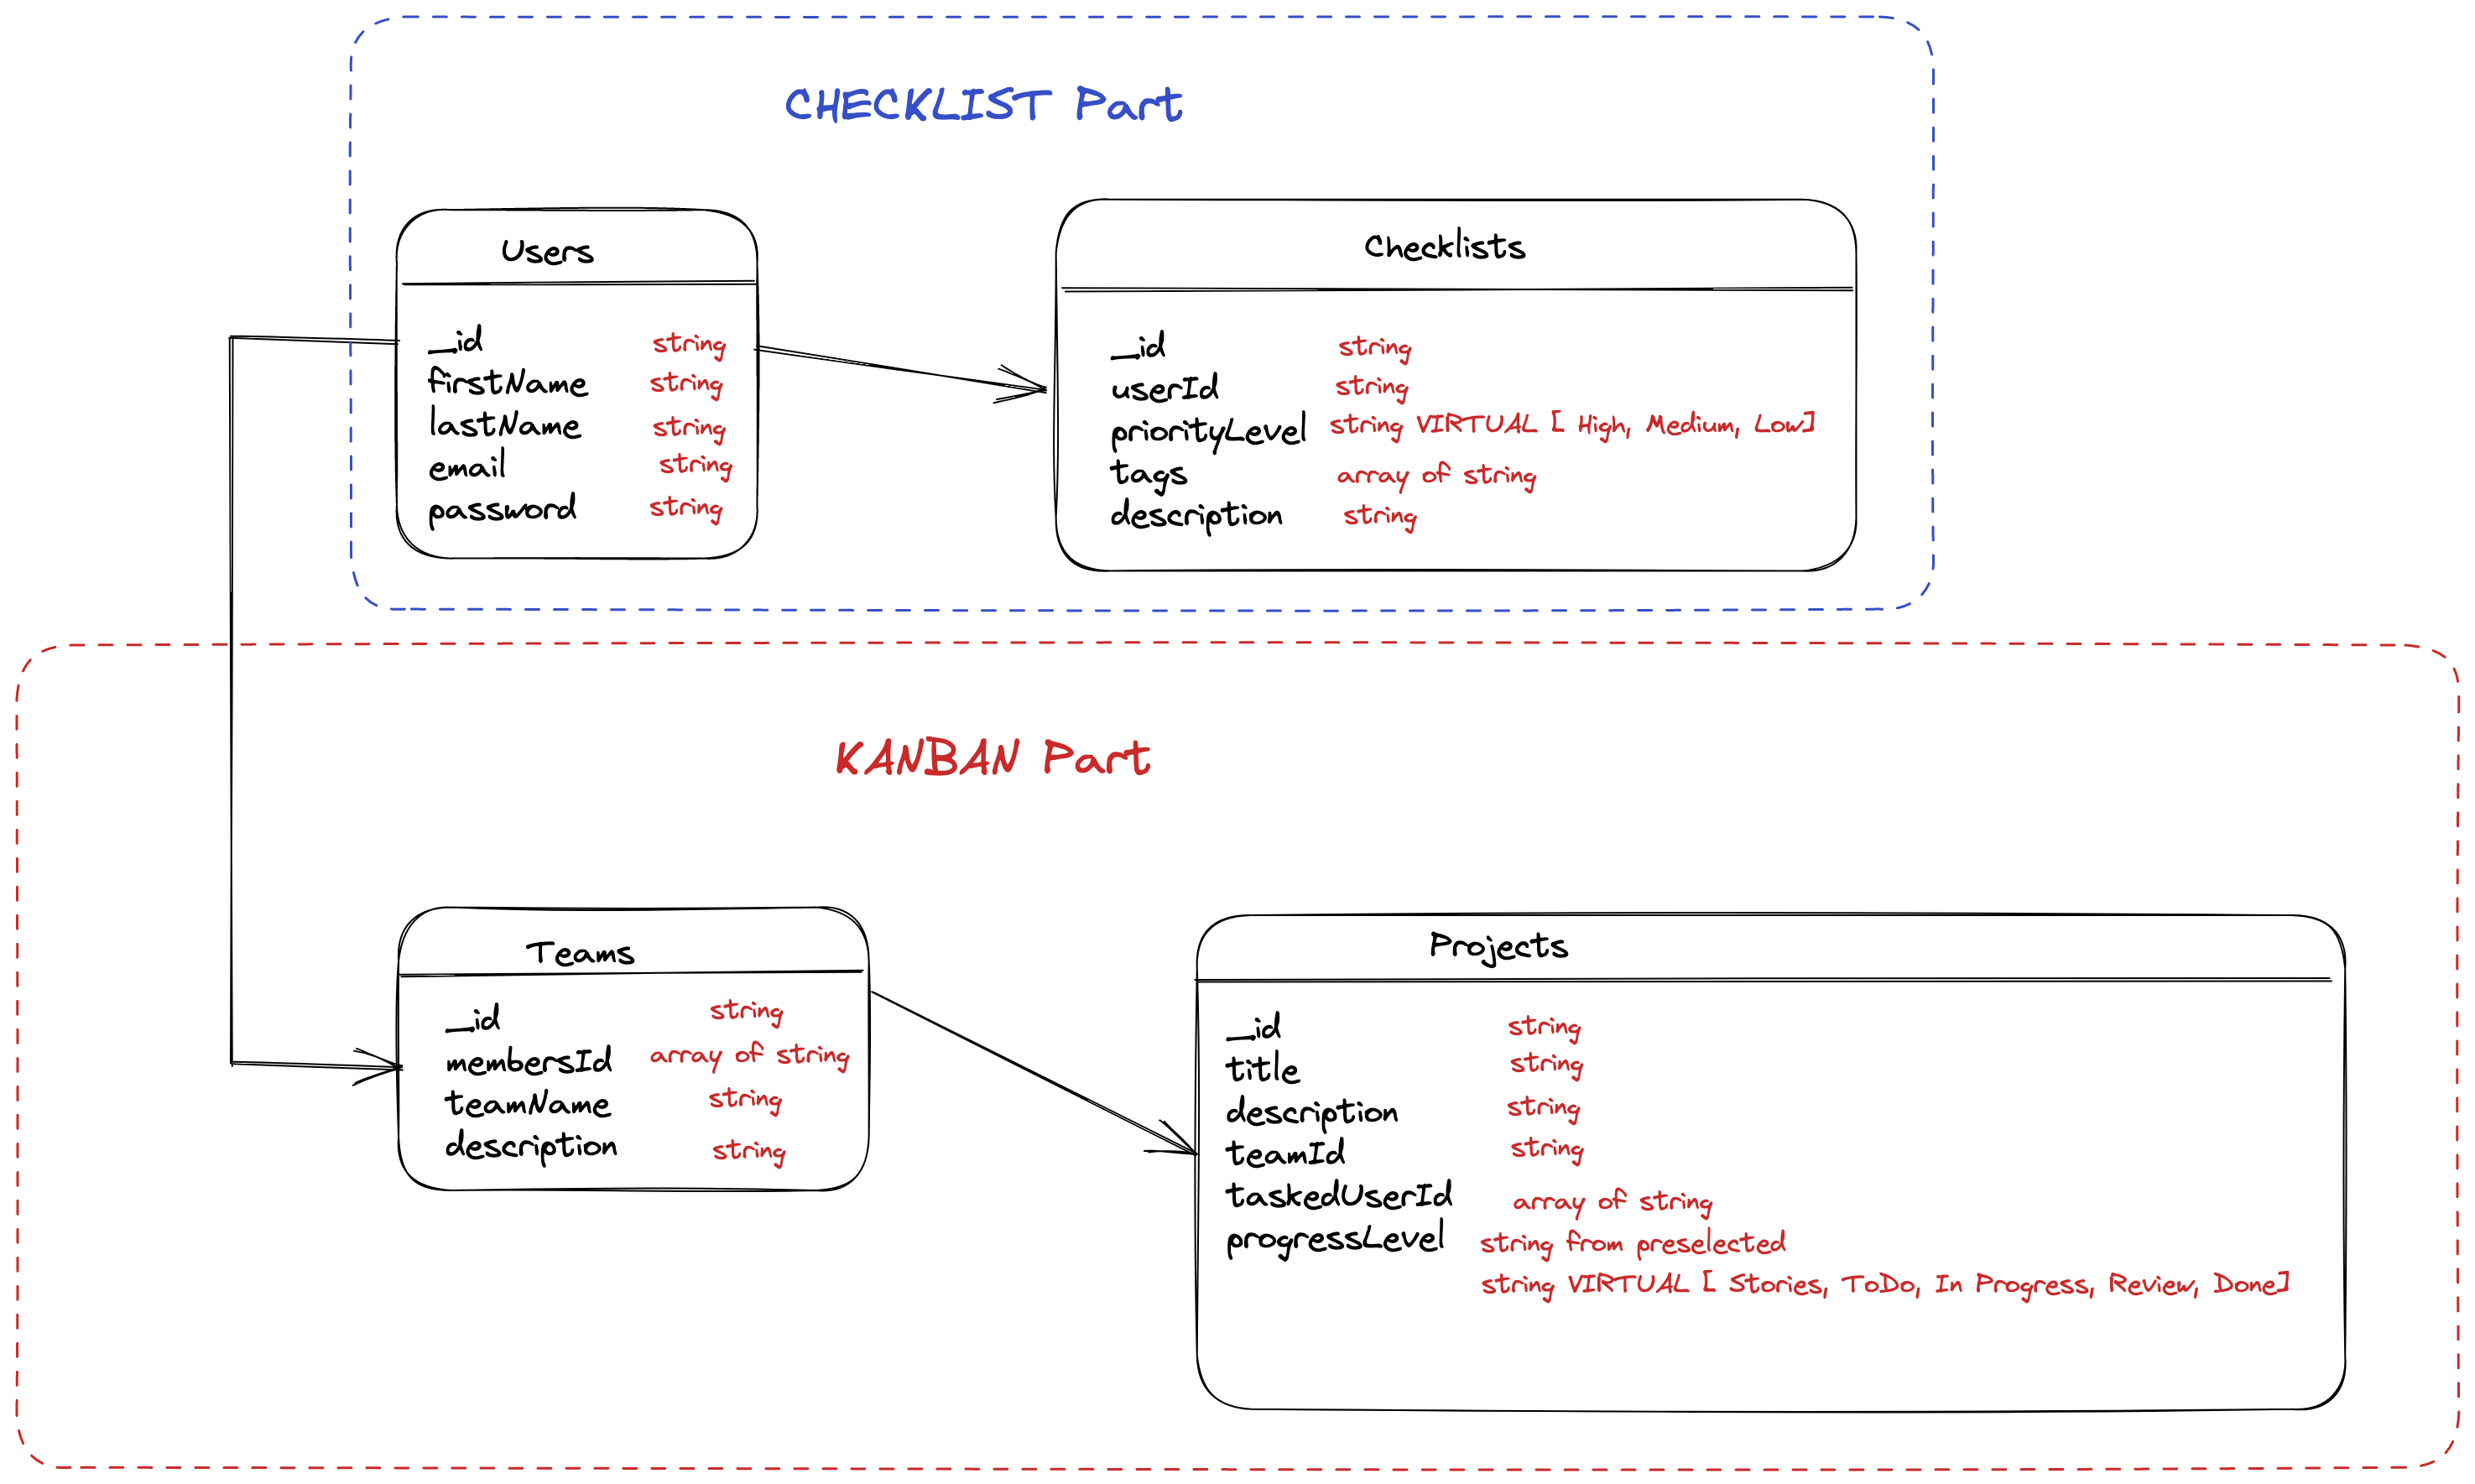 CHECKLIST Part
Users
_id string
firstName string
lastName string
email string
password string
Checklists
_id string
userId string
priorityLevel string VIRTUAL [ High, Medium, Low]
tags array of string
description string
KANBAN Part
Teams
_id string
membersId array of string
teamName string
description string
Projects
_id string
title string
description string
teamId string
taskedUserId array of string
progressLevel string from preselected
string VIRTUAL [ Stories, ToDo, In Progress, Review, Done]